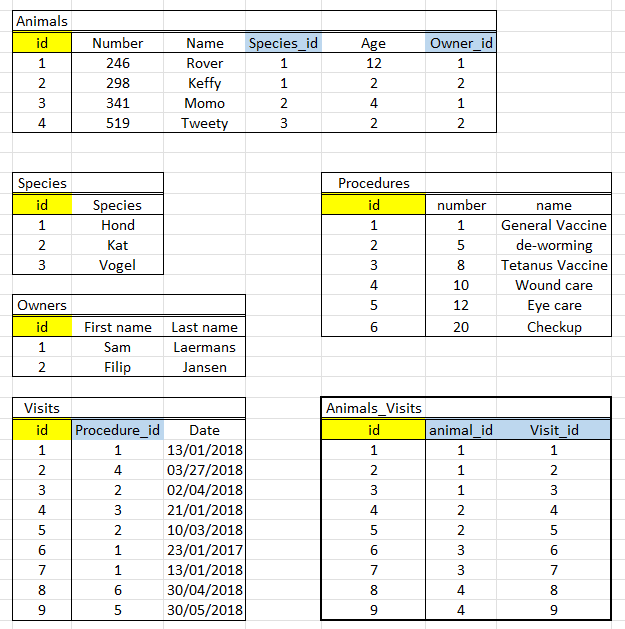 Animals
id Number Name Species_id Age Owner_id
1 246 Rover 1 12 1
2 298 Keffy 1 2 2
3 341 Momo 2 4 1
4 519 Tweety 3 2 2
Species
id Species
1 Hond
2 Kat
3 Vogel
Procedures
id number name
1 1 General Vaccine
2 5 de-worming
3 8 Tetanus Vaccine
4 10 Wound care
5 12 Eye care
6 20 Checkup
Owners
id First name Last name
1 Sam Laermans
2 Filip Jansen
Visits
id Procedure_id Date
1 1 13/01/2018
2 4 03/27/2018
3 2 02/04/2018
4 3 21/01/2018
5 2 10/03/2018
6 1 23/01/2017
7 1 13/01/2018
8 6 30/04/2018
9 5 30/05/2018
Animals_Visits
id animal_id Visit_id
1 1 1
2 1 2
3 1 3
4 2 4
5 2 5
6 3 6
7 3 7
8 4 8
9 4 9